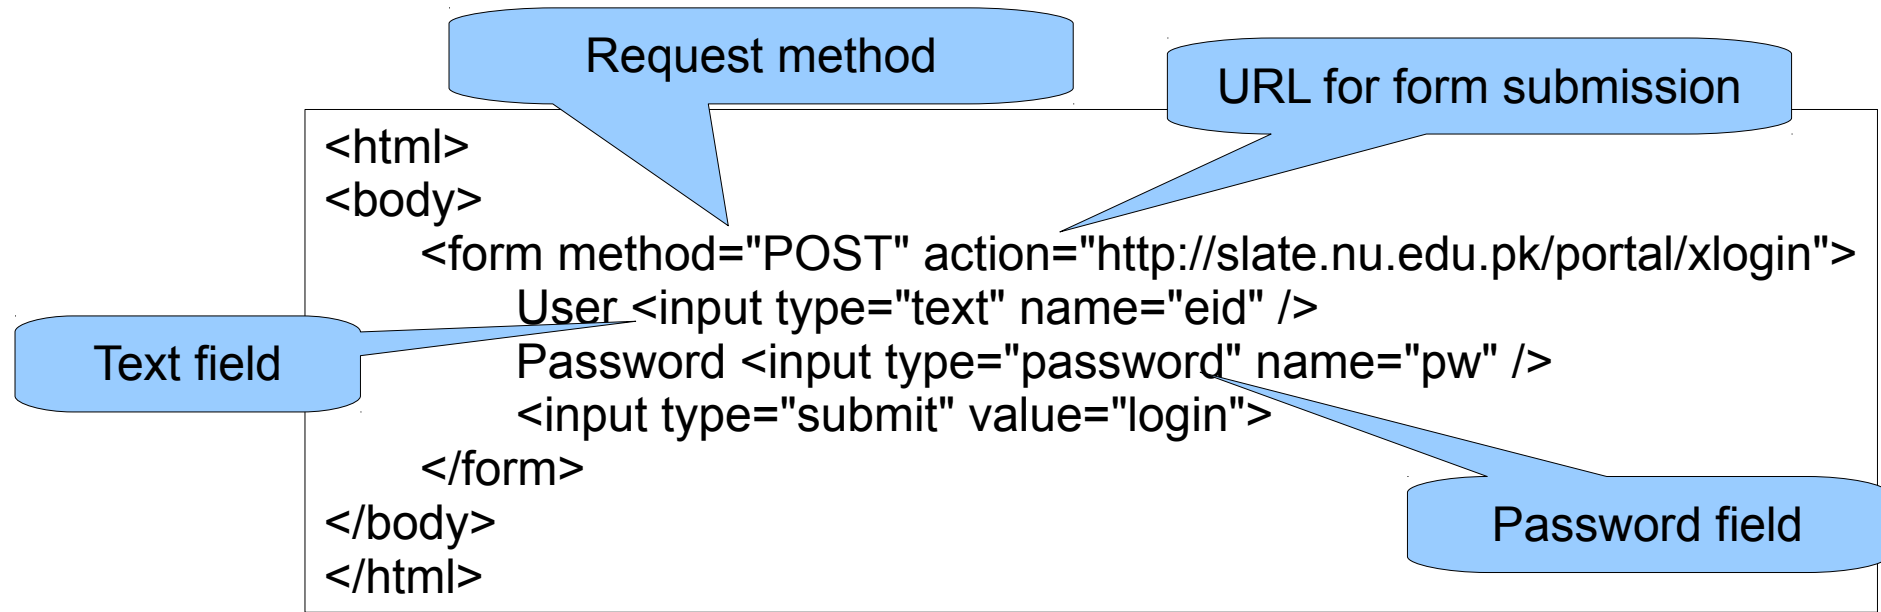 Request method
URL for form submission
<html>
<body>
<form method="POST" action="http://slate.nu.edu.pk/portal/xlogin">
User <input type="text" name="eid" />
Text field
Password <input type="password" name="pw" />
<input type="submit" value="login">
</form>
Password field
</body>
</html>